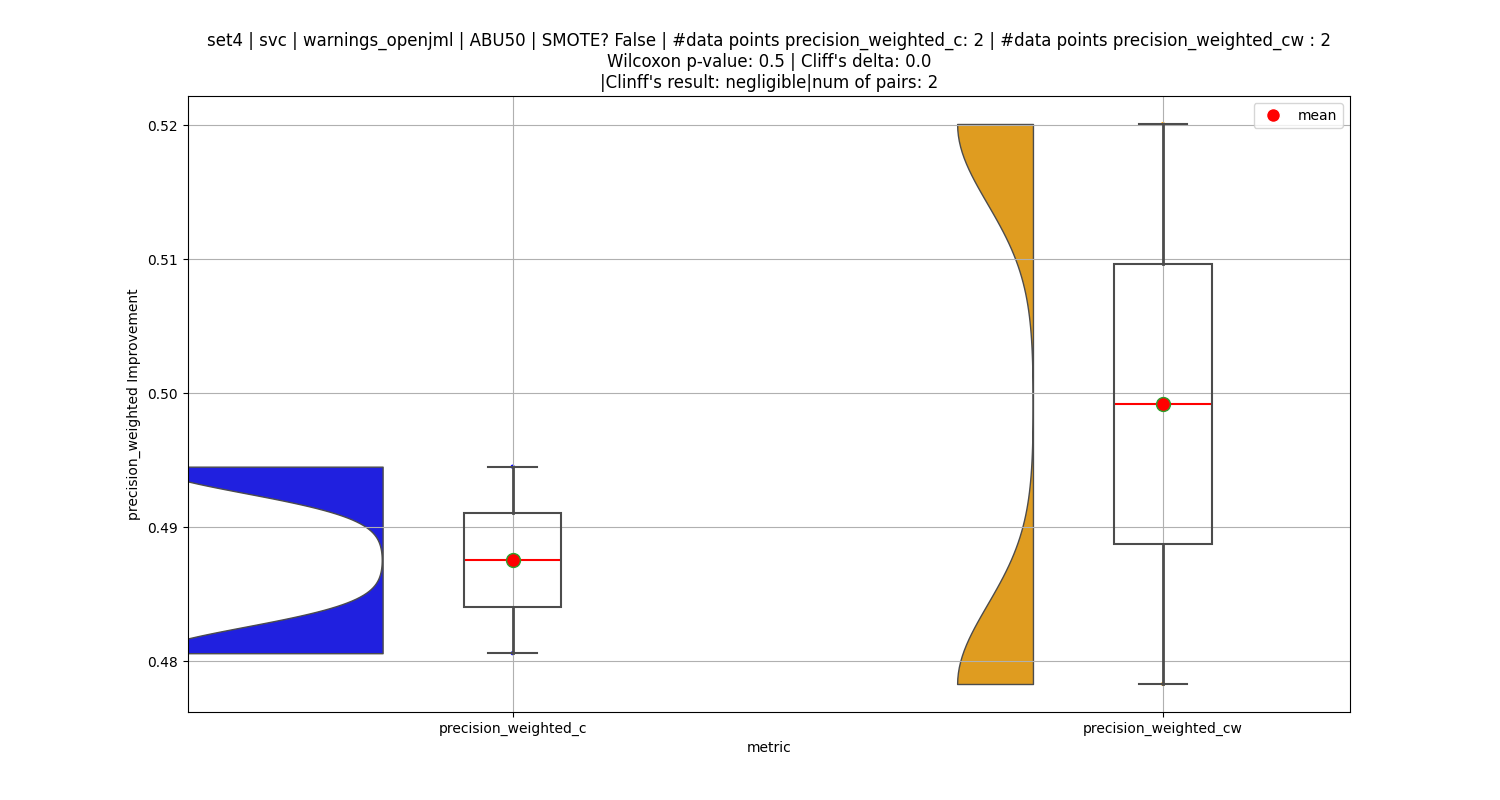 set4 | svc | warnings_openjml | ABU50 | SMOTE? False | #data points precision_weighted_c: 2 | #data points precision_weighted_cw : 2
Wilcoxon p-value: 0.5 | Cliff's delta: 0.0
|Clinff's result: negligible|num of pairs: 2
mean
0.52
0.51
0.50
0.49
0.48
precision_weighted Improvement
precision_weighted_c
precision_weighted_cw
metric